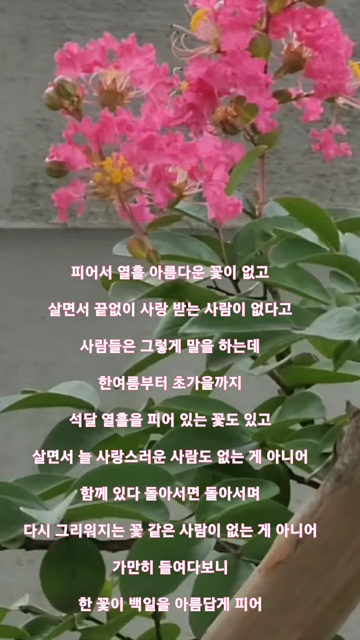 피어서 열흘 아름다운 꽃이 없고
살면서 끝없이 사랑 받는 사람이 없다고
사람들은 그렇게 말을 하는데
한여름부터 초가을까지
석달 열흘을 피어 있는 꽃도 있고
살면서 늘 사랑스러운 사람도 없는 게 아니어
함께 있다 돌아서면 돌아서며
다시 그리워지는 꽃 같은 사람이 없는 게 아니어
가만히 들여다보니
한 꽃이 백일을 아름답게 피어